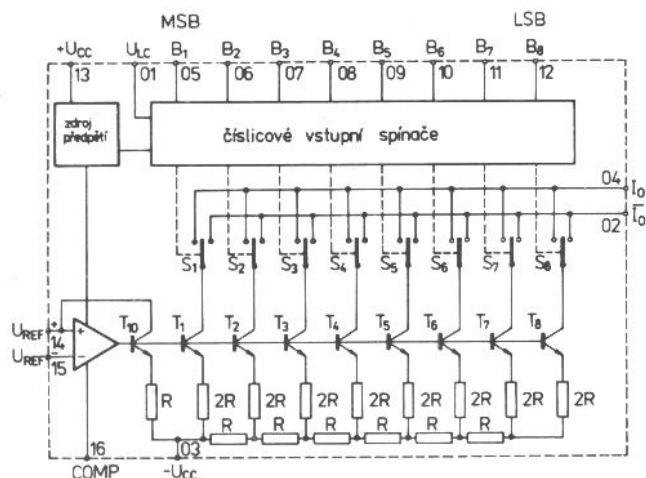 MSB LSB
+UCC ULC B1 B2 B3 B4 B5 B6 B7 B8
13 01 05 06 07 08 09 10 11 12
zdroj
předpětí
číslicové vstupní spínače
04 IO
02 IO
S1 S2 S3 S4 S5 S6 S7 S8
T10 T1 T2 T3 T4 T5 T6 T7 T8
UREF + 14 +
UREF − 15 −
R 2R 2R 2R 2R 2R 2R 2R 2R
R R R R R R
16 03
COMP -UCC